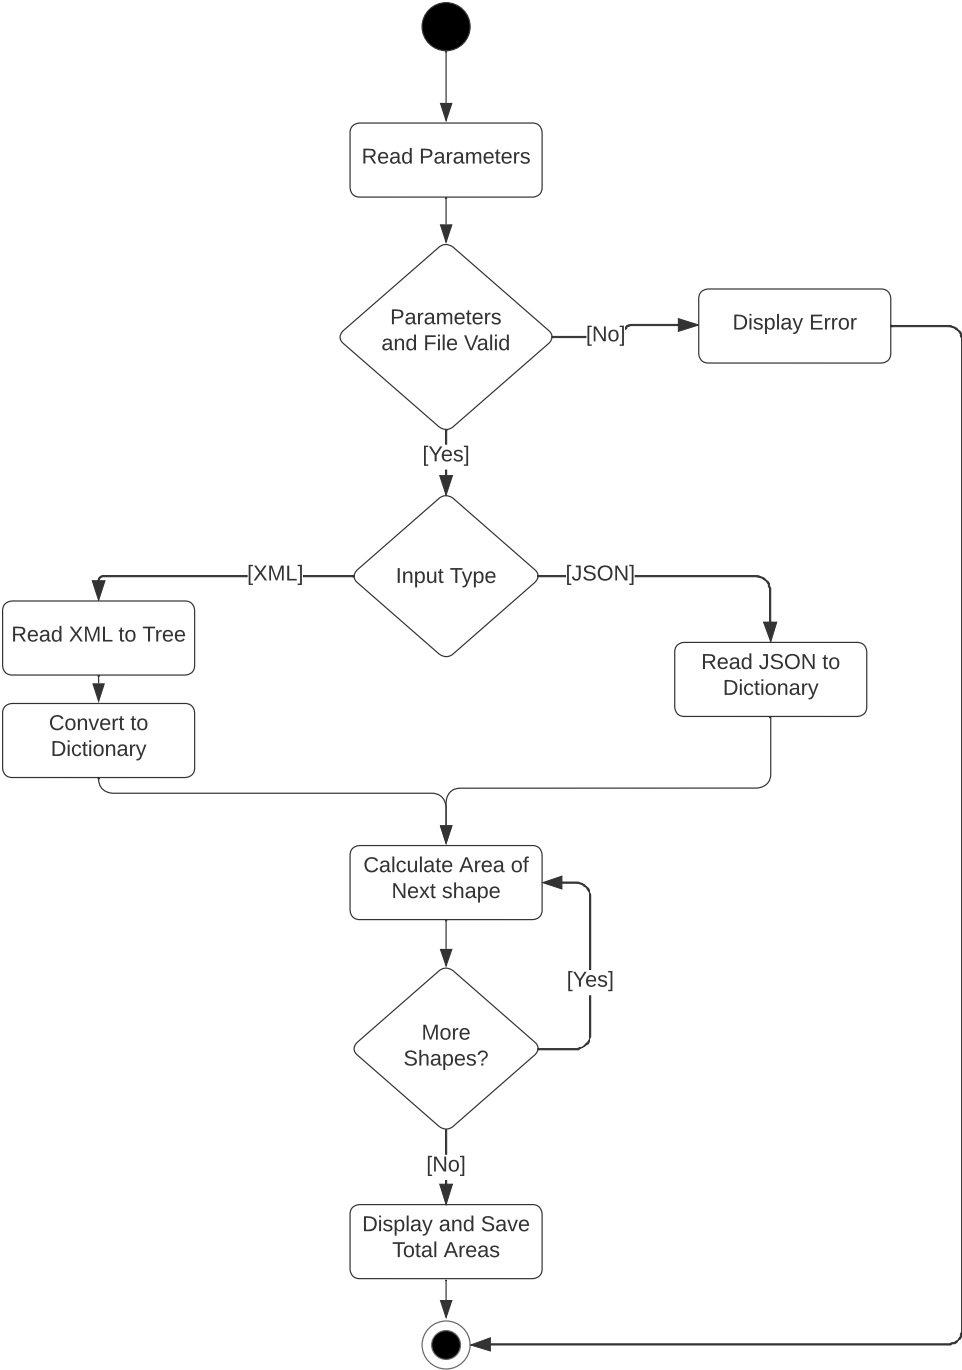 Read Parameters
Parameters
and File Valid
[No]
Display Error
[Yes]
[XML]
Input Type
[JSON]
Read XML to Tree
Read JSON to
Dictionary
Convert to
Dictionary
Calculate Area of
Next shape
[Yes]
More
Shapes?
[No]
Display and Save
Total Areas